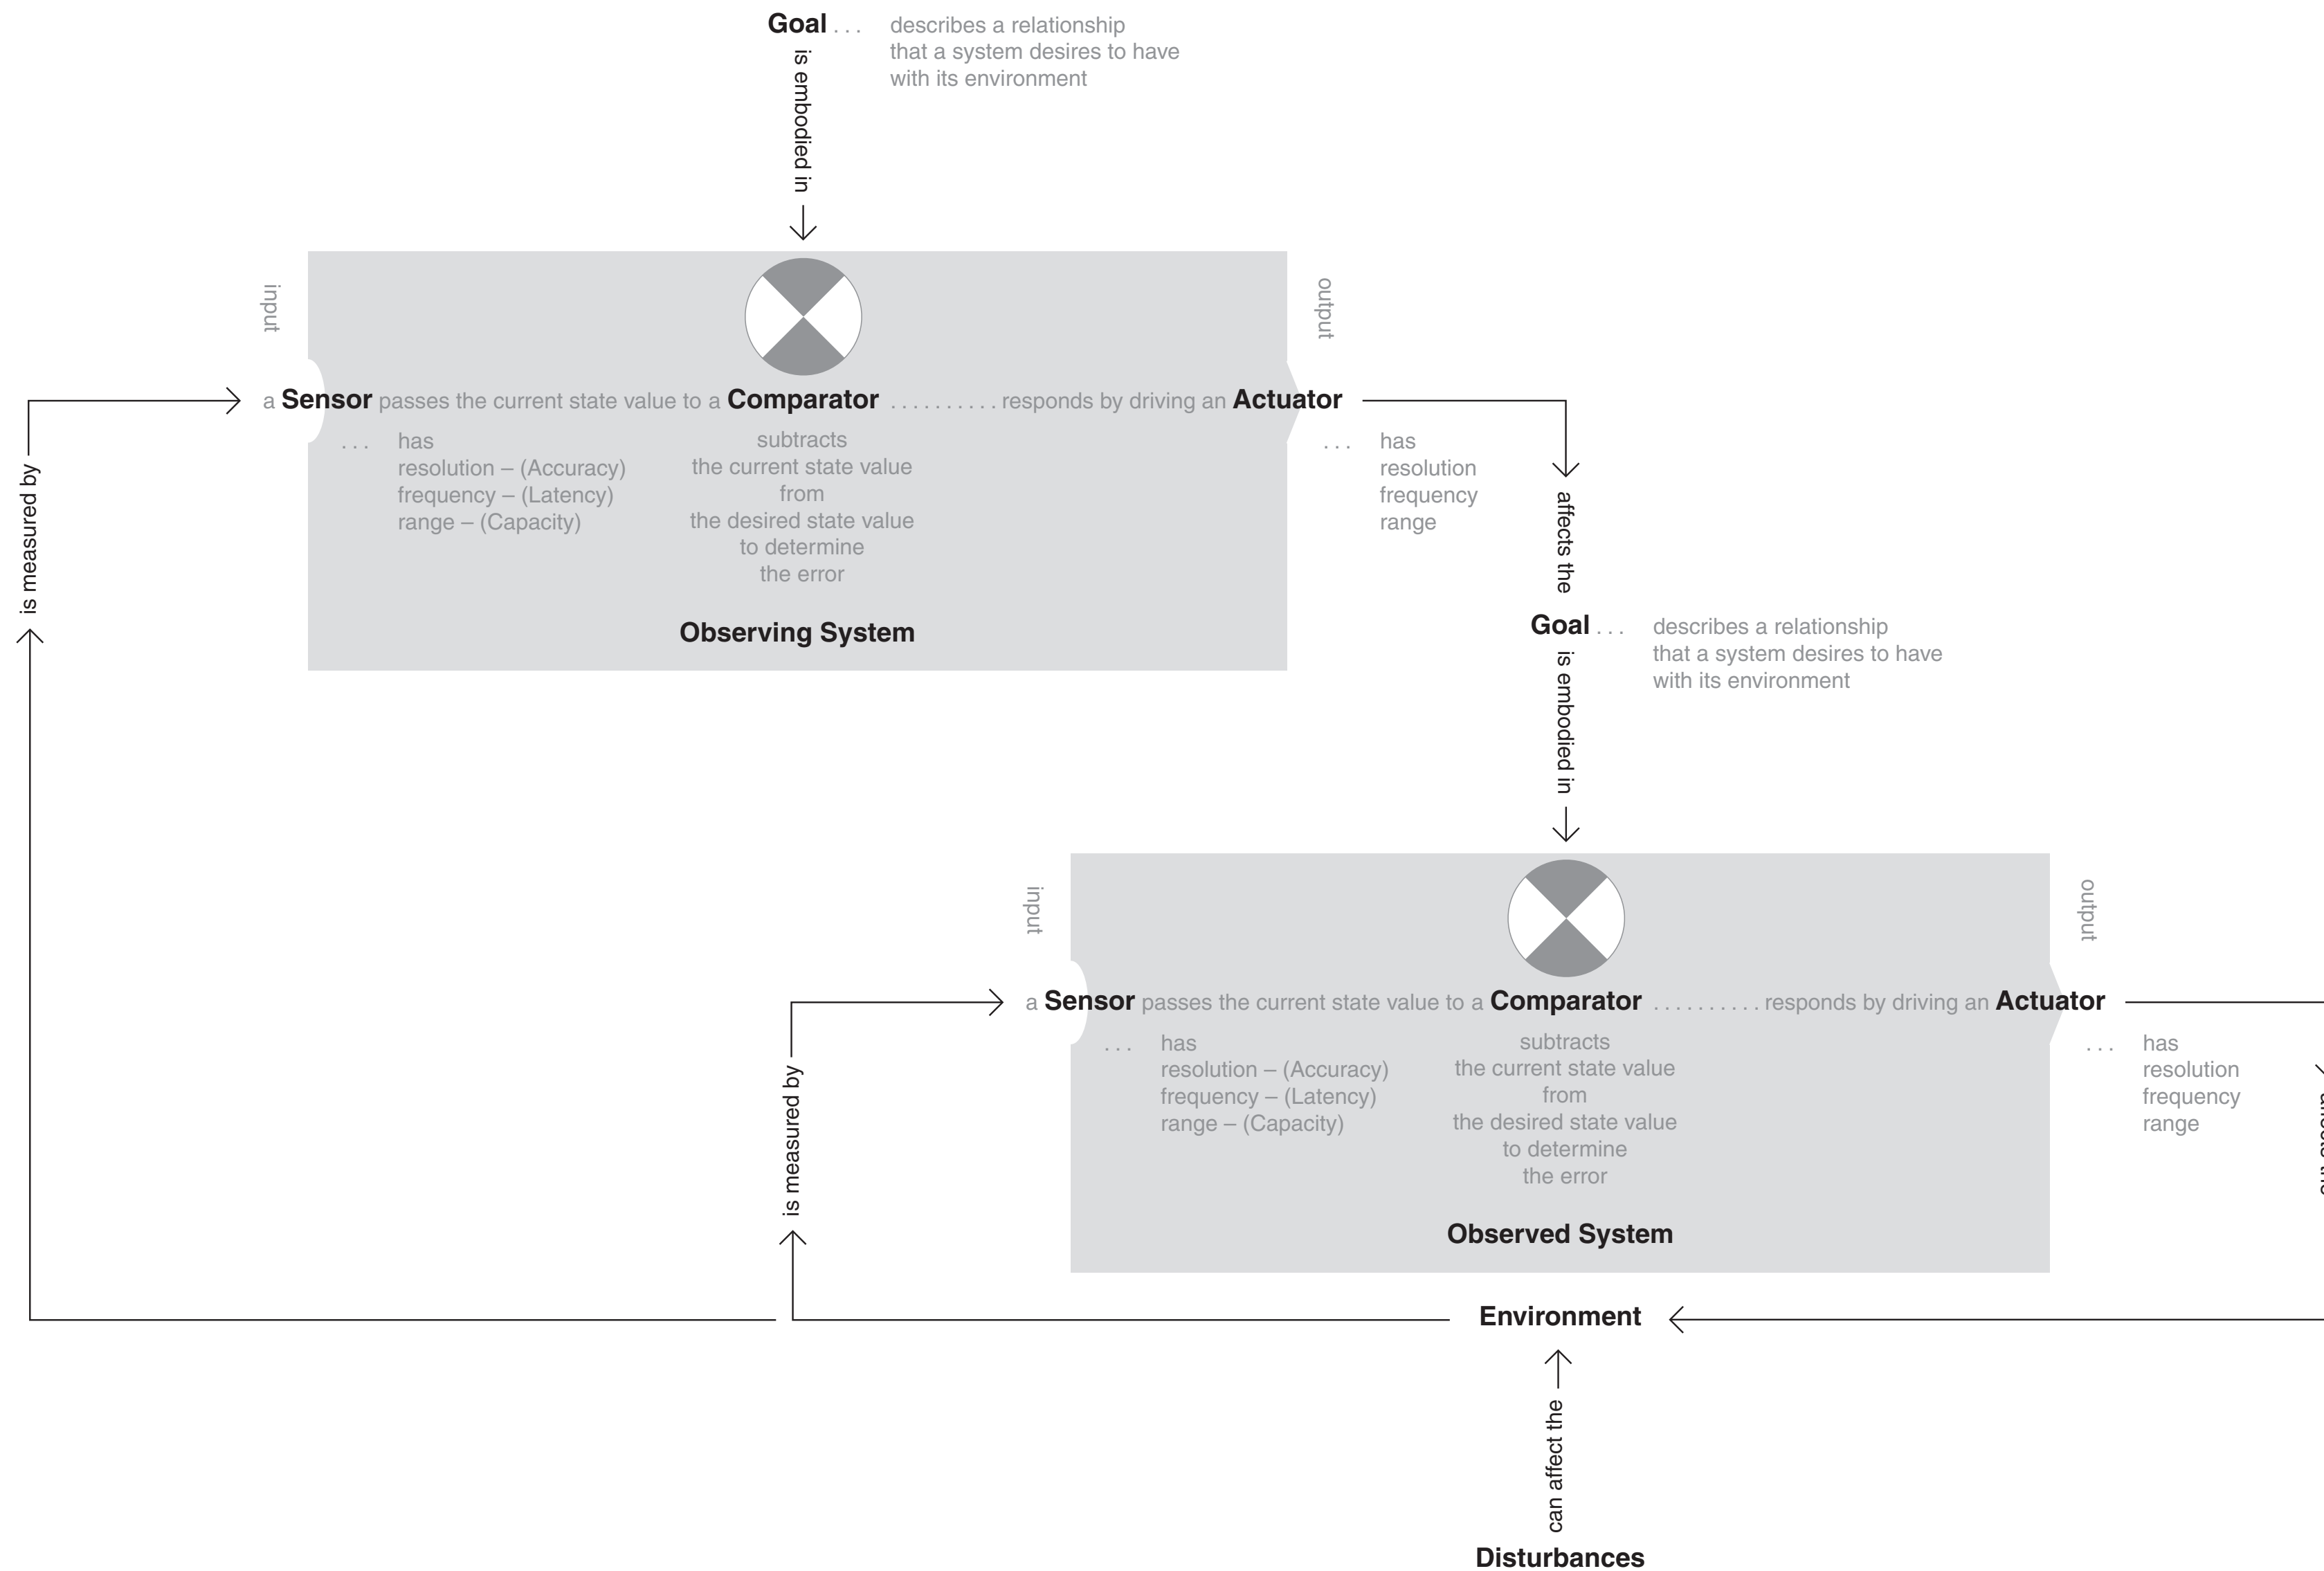 Goal . . . describes a relationship
that a system desires to have
with its environment
is embodied in
input
output
a Sensor passes the current state value to a Comparator . . . . . . . . . . responds by driving an Actuator
. . . has
resolution – (Accuracy)
frequency – (Latency)
range – (Capacity)
subtracts
the current state value
from
the desired state value
to determine
the error
. . . has
resolution
frequency
range
Observing System
is measured by
affects the
Goal . . . describes a relationship
that a system desires to have
with its environment
is embodied in
input
output
a Sensor passes the current state value to a Comparator . . . . . . . . . . responds by driving an Actuator
. . . has
resolution – (Accuracy)
frequency – (Latency)
range – (Capacity)
subtracts
the current state value
from
the desired state value
to determine
the error
. . . has
resolution
frequency
range
Observed System
is measured by
Environment
can affect the
Disturbances